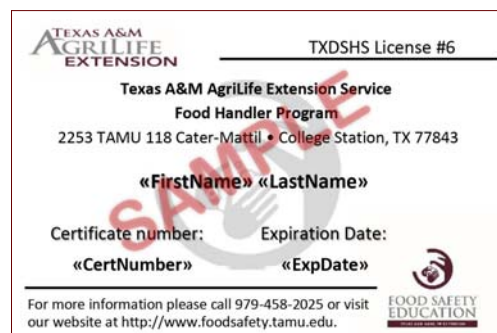 TEXAS A&M
AGRILIFE
EXTENSION
TXDSHS License #6
Texas A&M AgriLife Extension Service
Food Handler Program
2253 TAMU 118 Cater-Mattil • College Station, TX 77843
SAMPLE
«FirstName» «LastName»
Certificate number:
Expiration Date:
«CertNumber»
«ExpDate»
FOOD SAFETY
EDUCATION
For more information please call 979-458-2025 or visit
our website at http://www.foodsafety.tamu.edu.